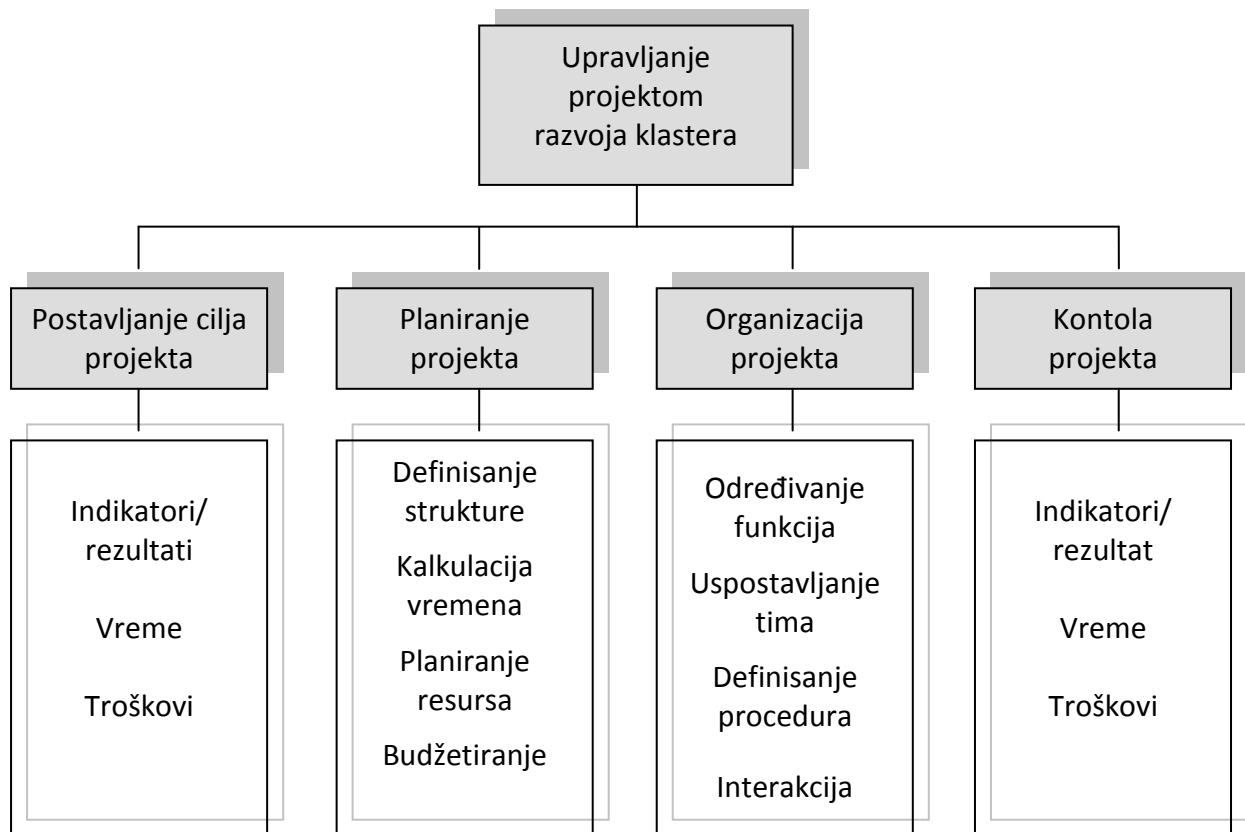 Upravljanje
projektom
razvoja klastera
Postavljanje cilja
projekta
Planiranje
projekta
Organizacija
projekta
Kontola
projekta
Indikatori/
rezultati
Vreme
Troškovi
Definisanje
strukture
Kalkulacija
vremena
Planiranje
resursa
Budžetiranje
Određivanje
funkcija
Uspostavljanje
tima
Definisanje
procedura
Interakcija
Indikatori/
rezultat
Vreme
Troškovi